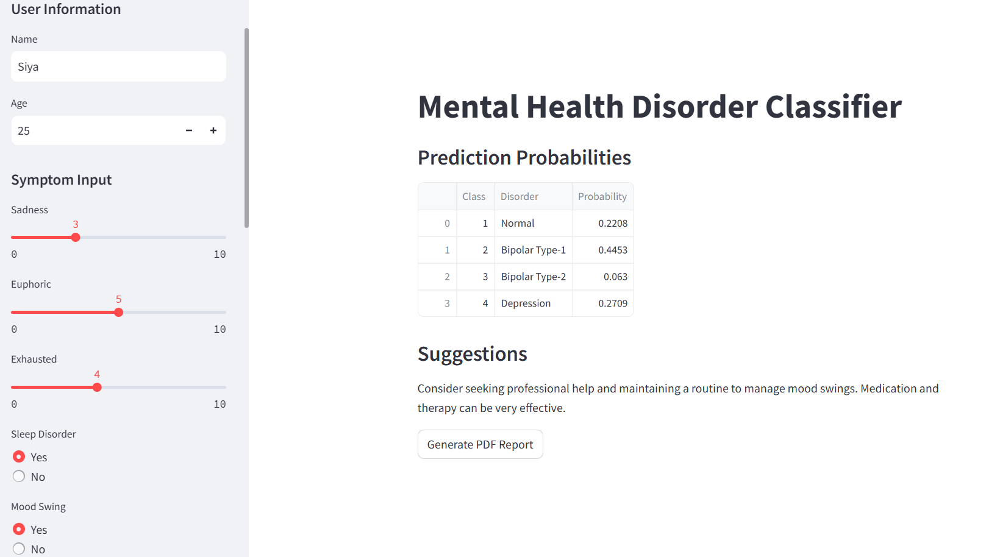 User Information
Name
Siya
Age
25
Symptom Input
Sadness
3
0 10
Euphoric
5
0 10
Exhausted
4
0 10
Sleep Disorder
Yes
No
Mood Swing
Yes
No
Mental Health Disorder Classifier
Prediction Probabilities
Class Disorder Probability
0 1 Normal 0.2208
1 2 Bipolar Type-1 0.4453
2 3 Bipolar Type-2 0.063
3 4 Depression 0.2709
Suggestions
Consider seeking professional help and maintaining a routine to manage mood swings. Medication and
therapy can be very effective.
Generate PDF Report